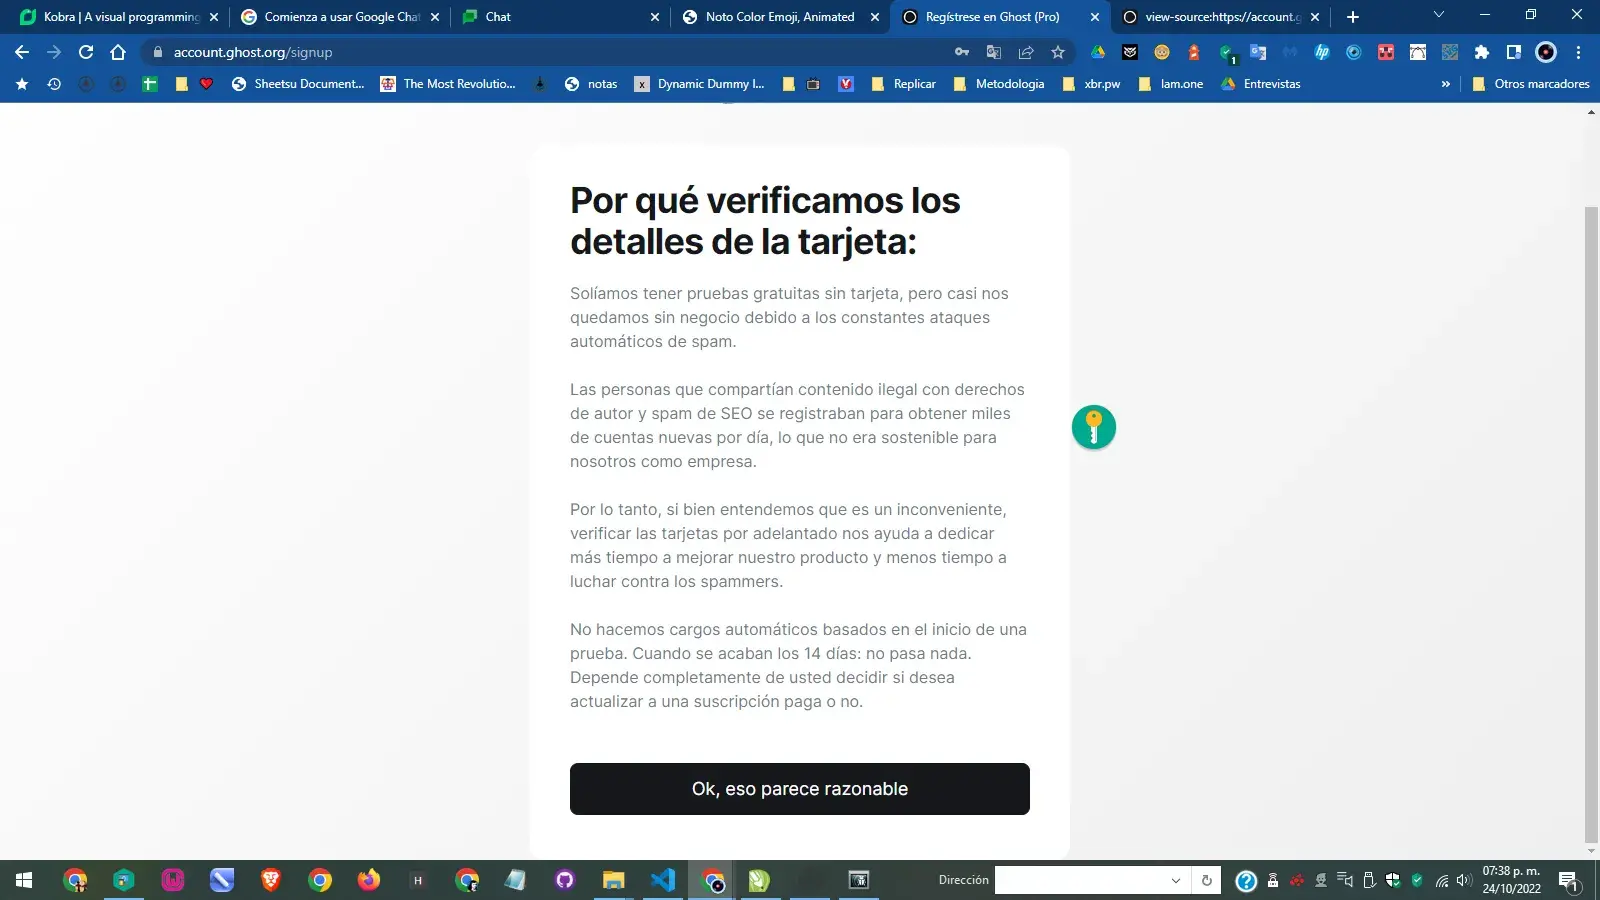 Kobra | A visual programming
Comienza a usar Google Cha
Chat
Noto Color Emoji, Animated
Regístrese en Ghost (Pro)
view-source:https://account.g
account.ghost.org/signup
Sheetsu Document...
The Most Revolutio...
notas
Dynamic Dummy I...
Replicar
Metodologia
xbr.pw
Iam.one
Entrevistas
»
Otros marcadores
Por qué verificamos los
detalles de la tarjeta:
Solíamos tener pruebas gratuitas sin tarjeta, pero casi nos
quedamos sin negocio debido a los constantes ataques
automáticos de spam.
Las personas que compartían contenido ilegal con derechos
de autor y spam de SEO se registraban para obtener miles
de cuentas nuevas por día, lo que no era sostenible para
nosotros como empresa.
Por lo tanto, si bien entendemos que es un inconveniente,
verificar las tarjetas por adelantado nos ayuda a dedicar
más tiempo a mejorar nuestro producto y menos tiempo a
luchar contra los spammers.
No hacemos cargos automáticos basados en el inicio de una
prueba. Cuando se acaban los 14 días: no pasa nada.
Depende completamente de usted decidir si desea
actualizar a una suscripción paga o no.
Ok, eso parece razonable
Dirección
07:38 p. m.
24/10/2022
1